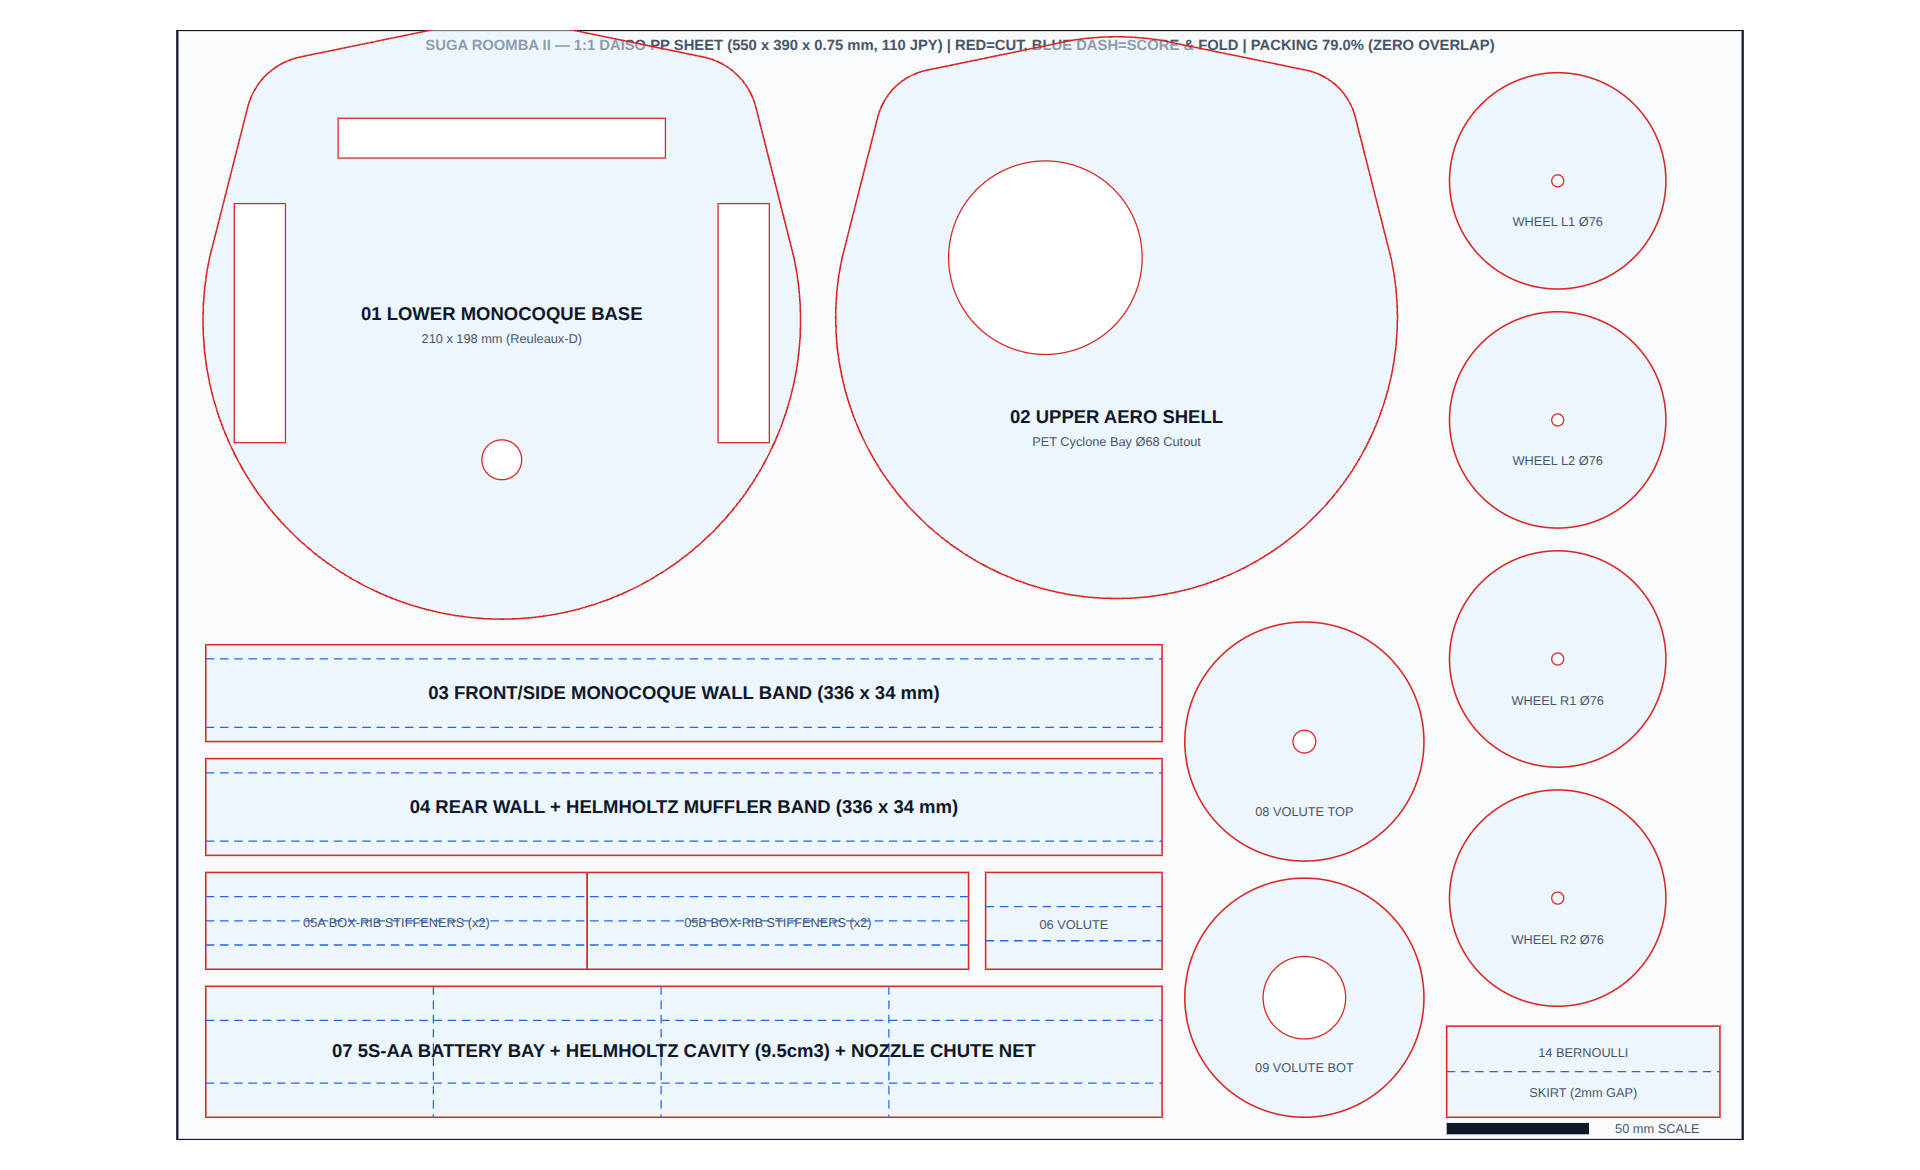 SUGA ROOMBA II — 1:1 DAISO PP SHEET (550 x 390 x 0.75 mm, 110 JPY) | RED=CUT, BLUE DASH=SCORE & FOLD | PACKING 79.0% (ZERO OVERLAP)
WHEEL L1 Ø76
01 LOWER MONOCOQUE BASE
210 x 198 mm (Reuleaux-D)
02 UPPER AERO SHELL
PET Cyclone Bay Ø68 Cutout
WHEEL L2 Ø76
03 FRONT/SIDE MONOCOQUE WALL BAND (336 x 34 mm)
WHEEL R1 Ø76
04 REAR WALL + HELMHOLTZ MUFFLER BAND (336 x 34 mm)
08 VOLUTE TOP
05A BOX-RIB STIFFENERS (x2)
05B BOX-RIB STIFFENERS (x2)
06 VOLUTE
WHEEL R2 Ø76
07 5S-AA BATTERY BAY + HELMHOLTZ CAVITY (9.5cm3) + NOZZLE CHUTE NET
09 VOLUTE BOT
14 BERNOULLI
SKIRT (2mm GAP)
50 mm SCALE